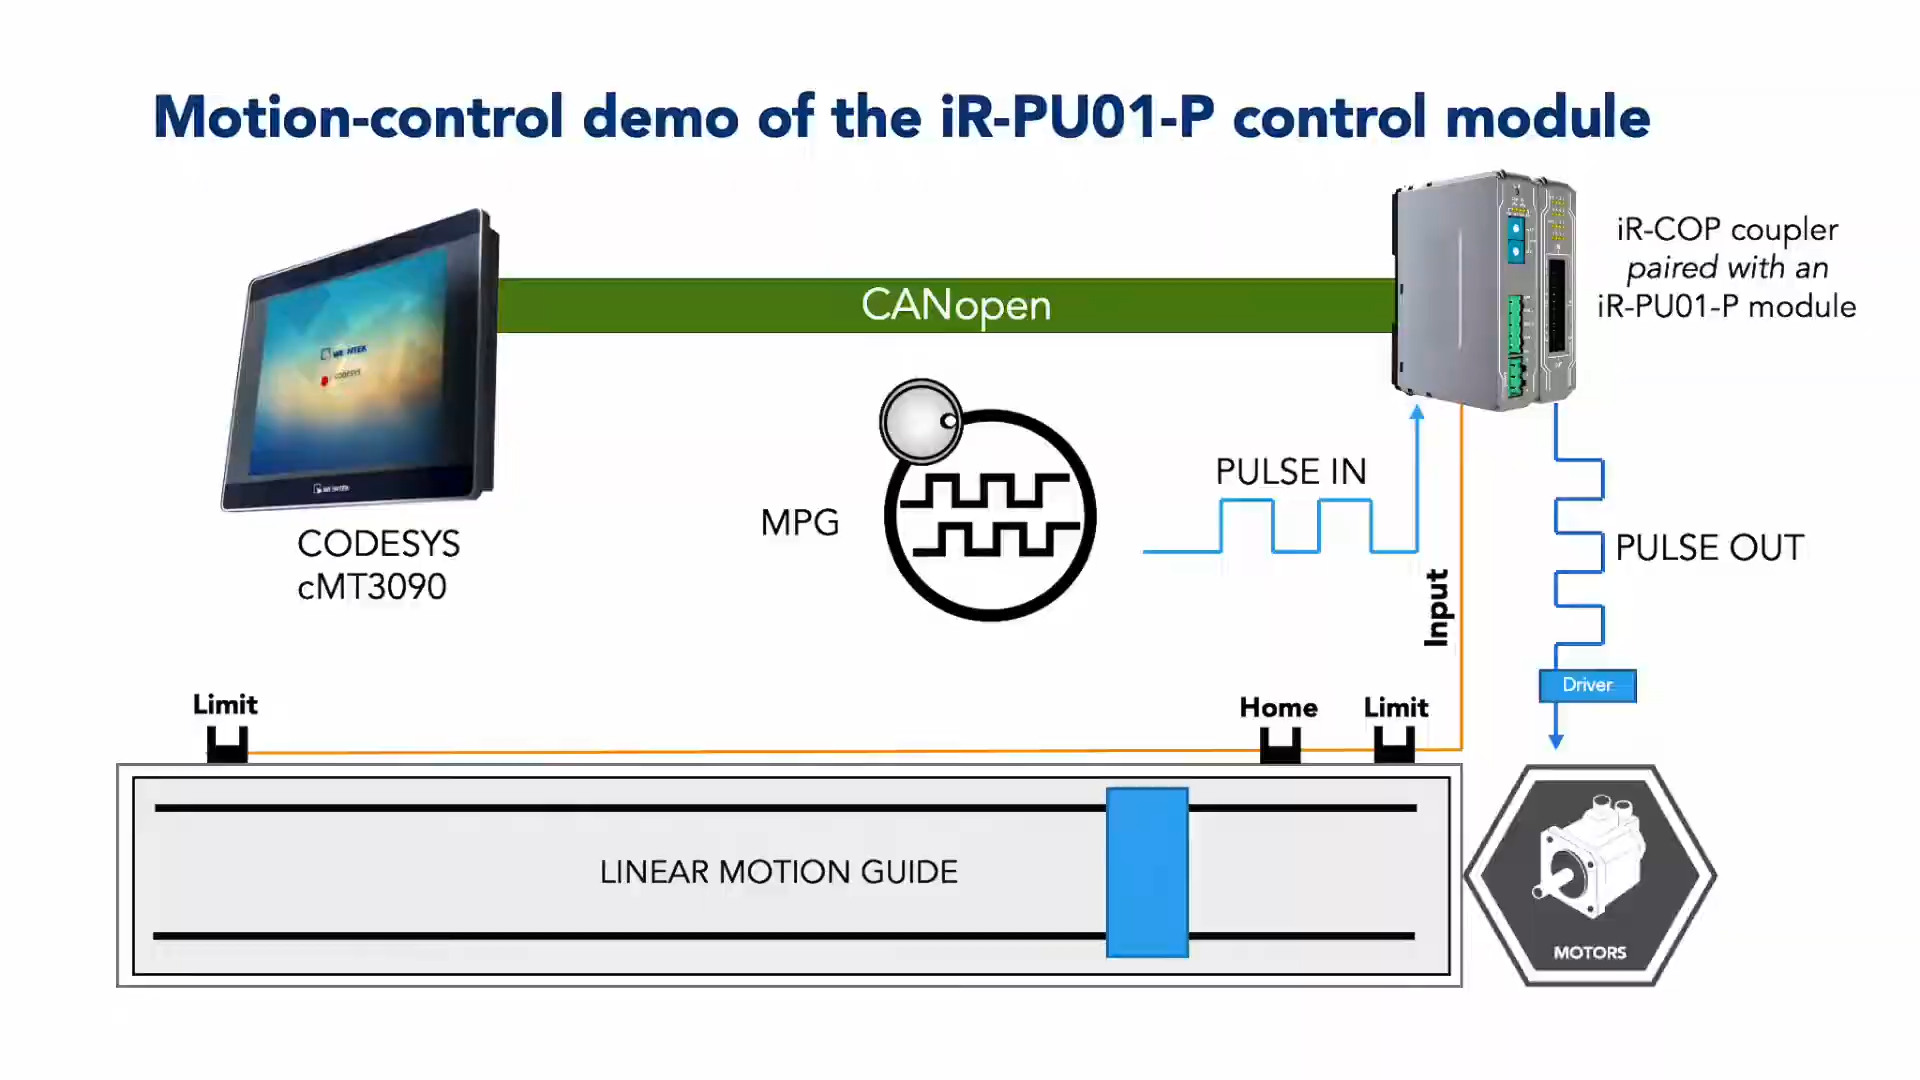 Motion-control demo of the iR-PU01-P control module
iR-COP coupler
paired with an
iR-PU01-P module
CANopen
CODESYS
CODESYS
cMT3090
MPG
PULSE IN
PULSE OUT
Input
Driver
Limit
Home
Limit
LINEAR MOTION GUIDE
MOTORS